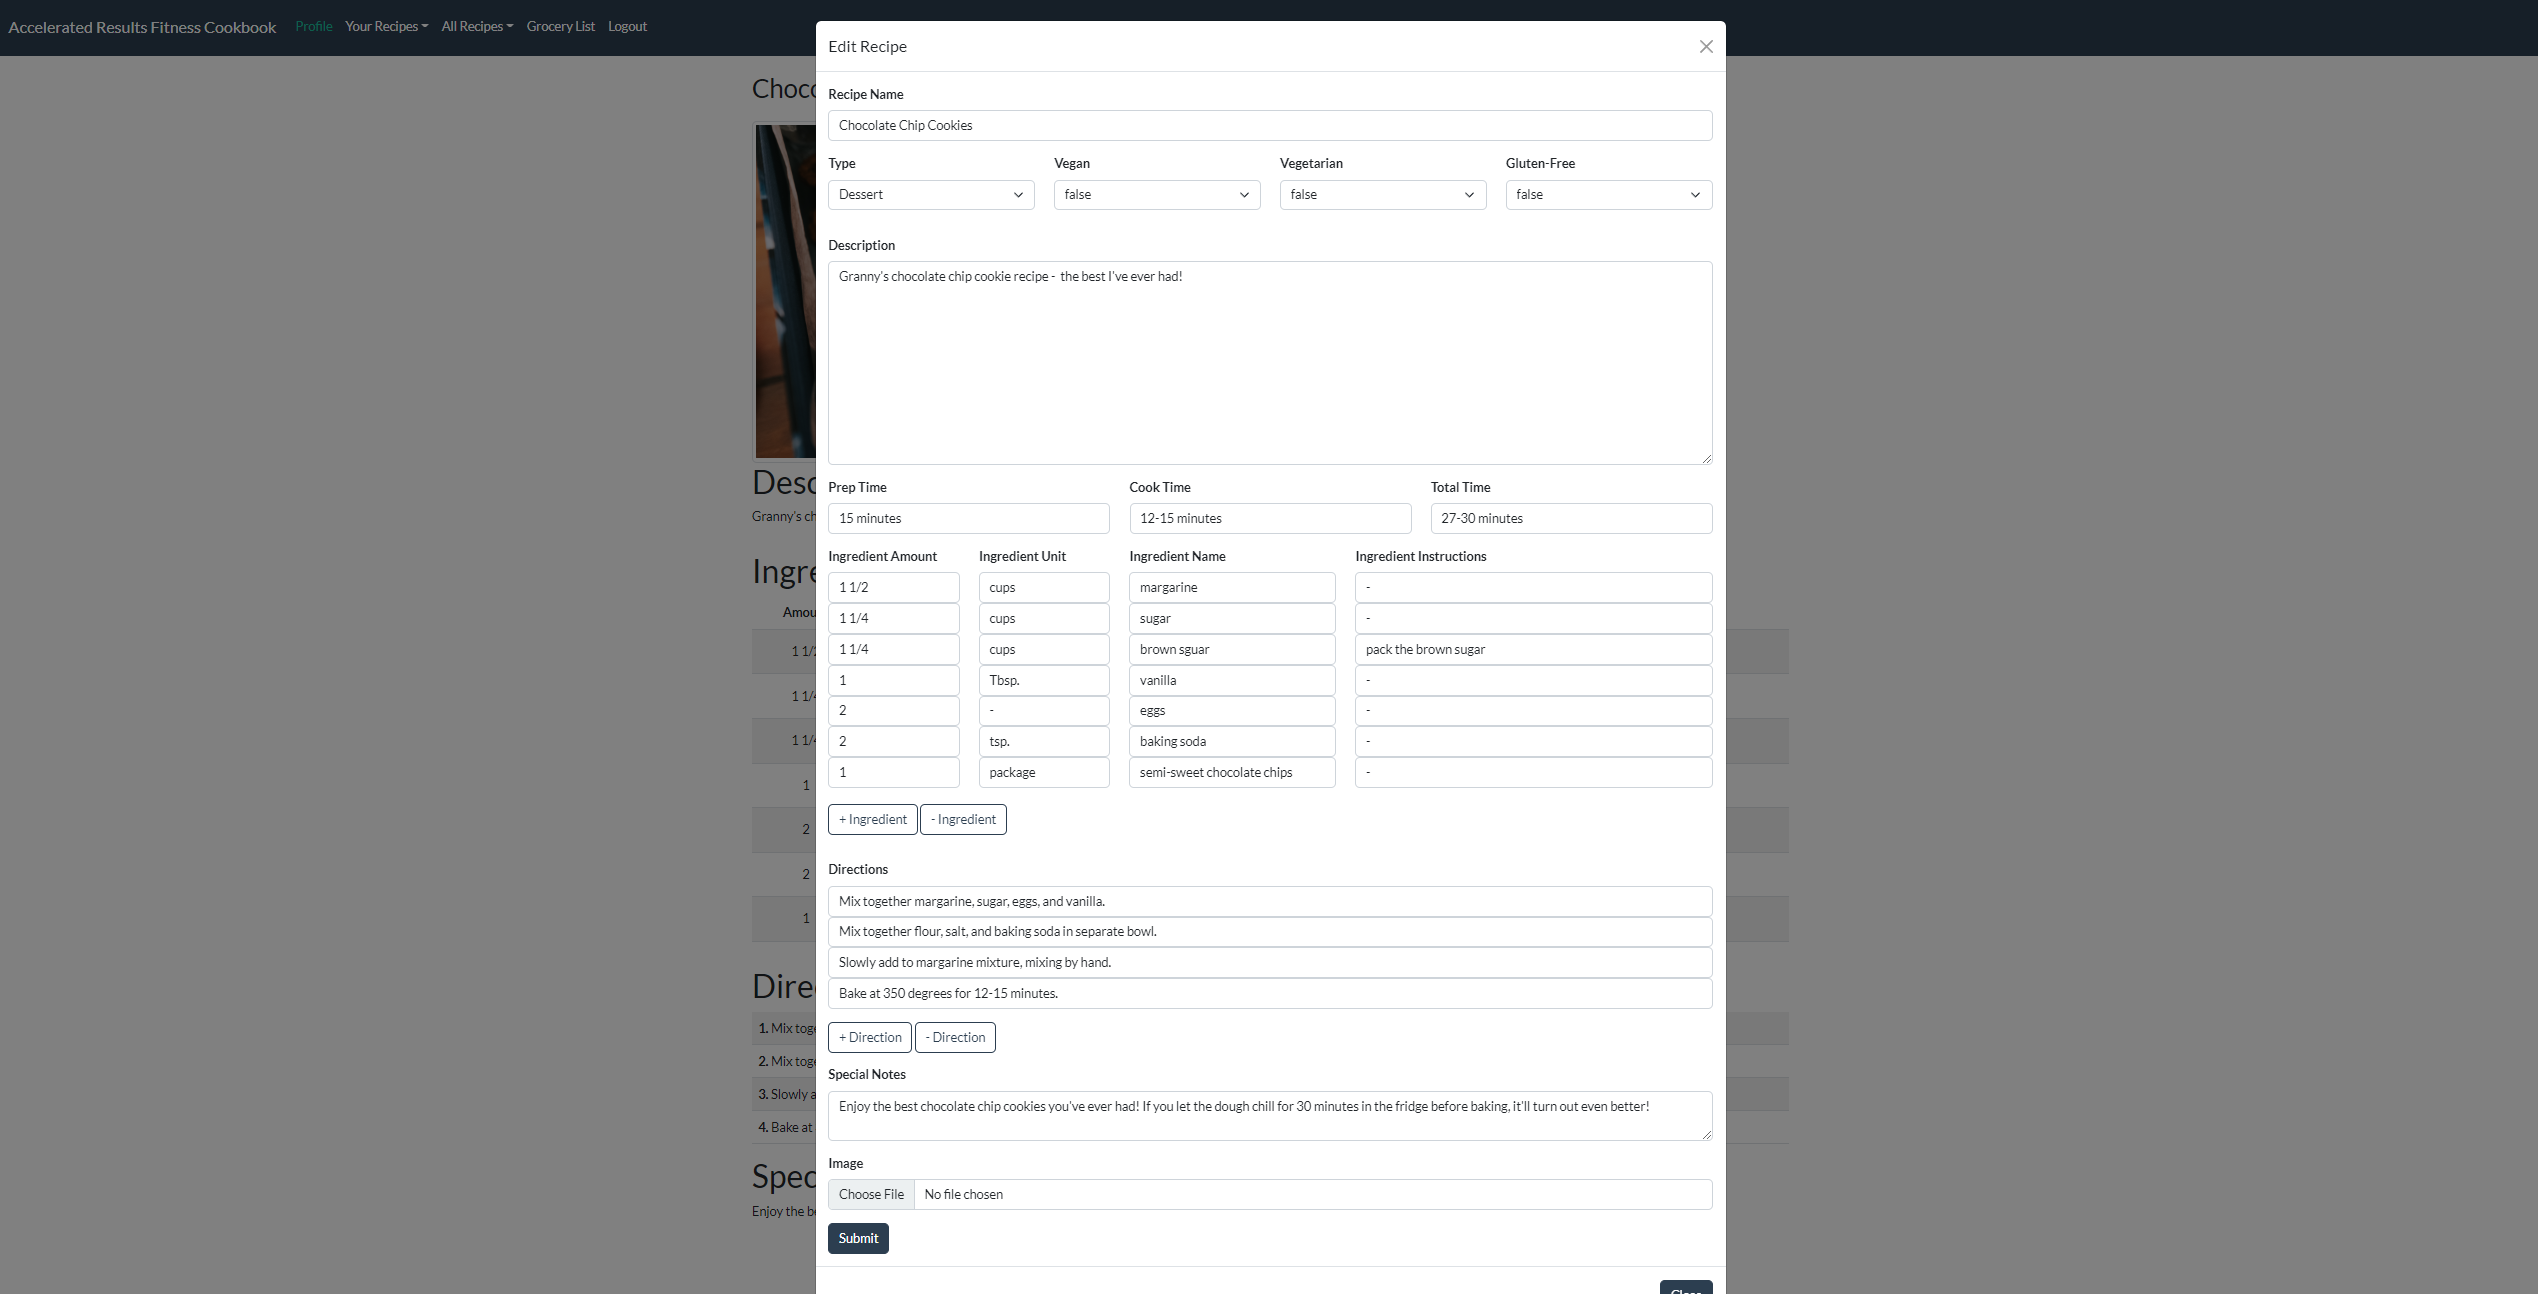 Accelerated Results Fitness Cookbook Profile Your Recipes All Recipes Grocery List Logout
Edit Recipe
Recipe Name
Chocolate Chip Cookies
Type Vegan Vegetarian Gluten-Free
Dessert false false false
Description
Granny's chocolate chip cookie recipe - the best I've ever had!
Prep Time Cook Time Total Time
15 minutes 12-15 minutes 27-30 minutes
Ingredient Amount Ingredient Unit Ingredient Name Ingredient Instructions
1 1/2 cups margarine -
1 1/4 cups sugar -
1 1/4 cups brown sguar pack the brown sugar
1 Tbsp. vanilla -
2 - eggs -
2 tsp. baking soda -
1 package semi-sweet chocolate chips -
+ Ingredient - Ingredient
Directions
Mix together margarine, sugar, eggs, and vanilla.
Mix together flour, salt, and baking soda in separate bowl.
Slowly add to margarine mixture, mixing by hand.
Bake at 350 degrees for 12-15 minutes.
+ Direction - Direction
Special Notes
Enjoy the best chocolate chip cookies you've ever had! If you let the dough chill for 30 minutes in the fridge before baking, it'll turn out even better!
Image
Choose File No file chosen
Submit
Close
Choc
Desc
Granny's ch
Ingre
Amou
1 1/2
1 1/4
1 1/4
1
2
2
1
Dire
1. Mix toge
2. Mix toge
3. Slowly a
4. Bake at
Spec
Enjoy the b